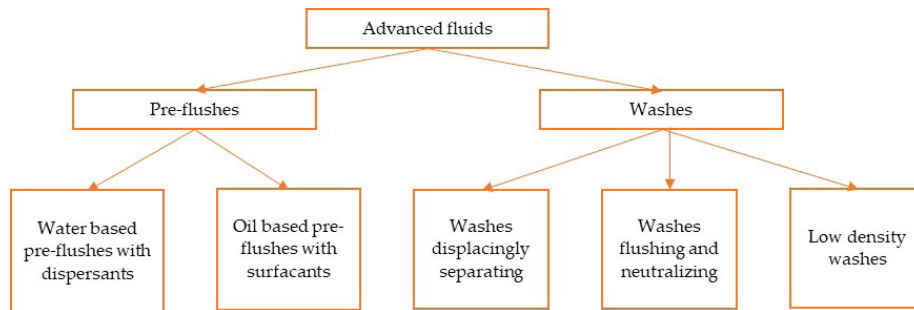 Advanced fluids
Pre-flushes
Washes
Water based
pre-flushes with
dispersants
Oil based pre-
flushes with
surfacants
Washes
displacingly
separating
Washes
flushing and
neutralizing
Low density
washes